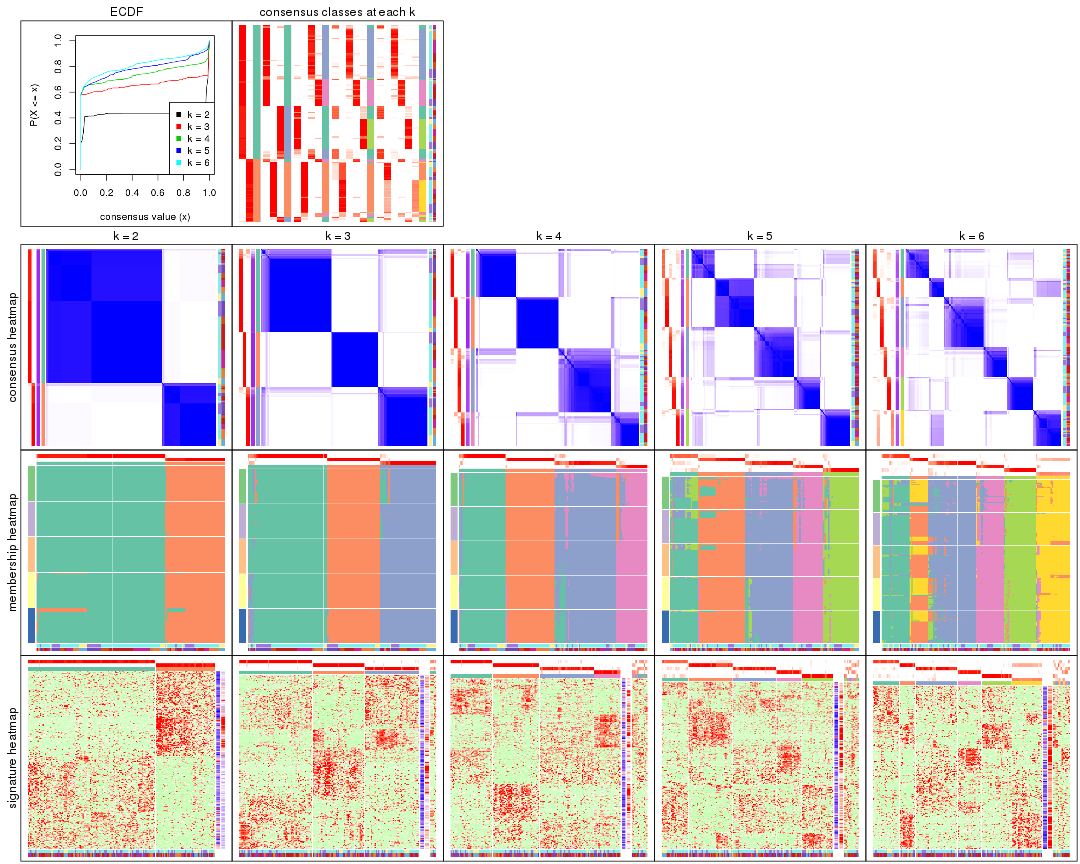 ECDF
consensus classes at each k
P(X <= x)
0.0
0.2
0.4
0.6
0.8
1.0
k = 2
k = 3
k = 4
k = 5
k = 6
0.0 0.2 0.4 0.6 0.8 1.0
consensus value (x)
k = 2
k = 3
k = 4
k = 5
k = 6
consensus heatmap
membership heatmap
signature heatmap